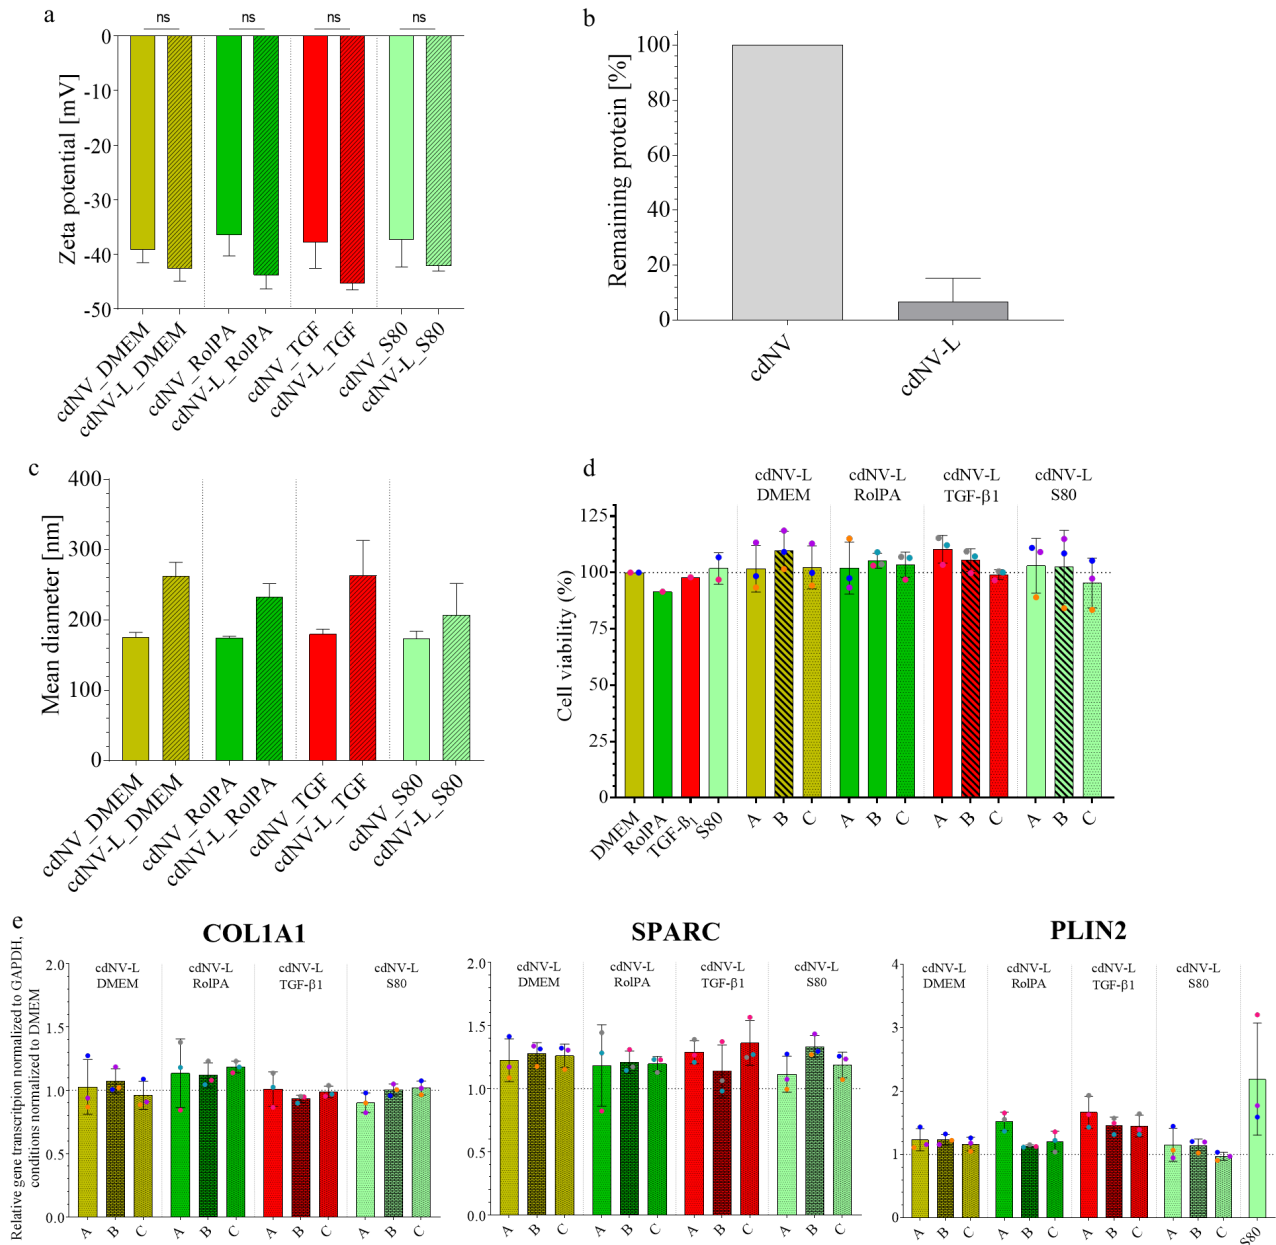 a
ns ns ns ns
Zeta potential [mV]
0
-10
-20
-30
-40
-50
cdNV_DMEM
cdNV-L_DMEM
cdNV_RolPA
cdNV-L_RolPA
cdNV_TGF
cdNV-L_TGF
cdNV_S80
cdNV-L_S80
b
Remaining protein [%]
100
80
60
40
20
0
cdNV
cdNV-L
c
Mean diameter [nm]
400
300
200
100
0
cdNV_DMEM
cdNV-L_DMEM
cdNV_RolPA
cdNV-L_RolPA
cdNV_TGF
cdNV-L_TGF
cdNV_S80
cdNV-L_S80
d
cdNV-L cdNV-L cdNV-L cdNV-L
DMEM RolPA TGF-β1 S80
Cell viability (%)
125
100
75
50
25
0
DMEM
RolPA
TGF-ß1
S80
A B C A B C A B C A B C
e
Relative gene transcritpion normalized to GAPDH,
conditions normalized to DMEM
COL1A1
cdNV-L cdNV-L cdNV-L cdNV-L
DMEM RolPA TGF-β1 S80
2.0
1.5
1.0
0.5
0.0
A B C A B C A B C A B C
SPARC
cdNV-L cdNV-L cdNV-L cdNV-L
DMEM RolPA TGF-β1 S80
2.0
1.5
1.0
0.5
0.0
A B C A B C A B C A B C
PLIN2
cdNV-L cdNV-L cdNV-L cdNV-L
DMEM RolPA TGF-β1 S80
4
3
2
1
0
A B C A B C A B C A B C S80